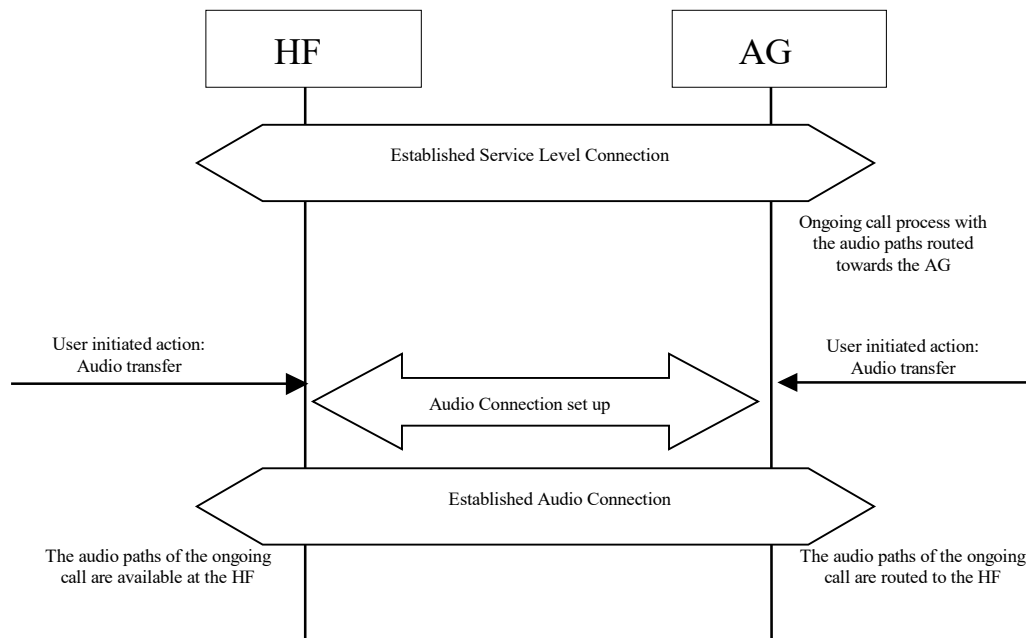 HF
AG
Established Service Level Connection
Ongoing call process with
the audio paths routed
towards the AG
User initiated action:
Audio transfer
User initiated action:
Audio transfer
Audio Connection set up
Established Audio Connection
The audio paths of the ongoing
call are available at the HF
The audio paths of the ongoing
call are routed to the HF